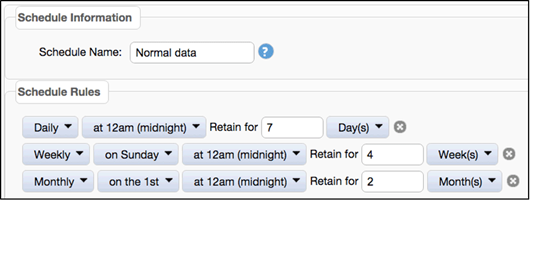 Schedule Information
Schedule Name: Normal data ?
Schedule Rules
Daily at 12am (midnight) Retain for 7 Day(s)
Weekly on Sunday at 12am (midnight) Retain for 4 Week(s)
Monthly on the 1st at 12am (midnight) Retain for 2 Month(s)